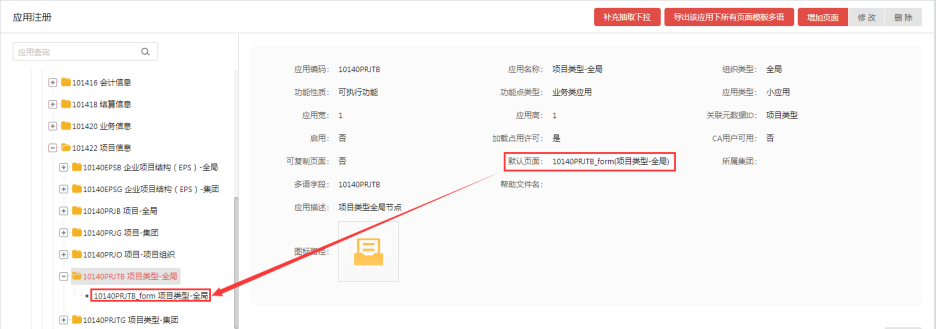 应用注册
补充抽取下拉
导出该应用下所有页面模板多语
增加页面
修 改
删 除
应用查询
101416 会计信息
101418 结算信息
101420 业务信息
101422 项目信息
10140EPSB 企业项目结构（EPS）-全局
10140EPSG 企业项目结构（EPS）-集团
10140PRJB 项目-全局
10140PRJG 项目-集团
10140PRJO 项目-项目组织
10140PRJTB 项目类型-全局
10140PRJTB_form 项目类型-全局
10140PRJTG 项目类型-集团
应用编码： 10140PRJTB 应用名称： 项目类型-全局 组织类型： 全局
功能性质： 可执行功能 功能点类型： 业务类应用 应用类型： 小应用
应用宽： 1 应用高： 1 关联元数据ID： 项目类型
启用： 否 加载占用许可： 是 CA用户可用： 否
可复制页面： 否 默认页面： 10140PRJTB_form(项目类型-全局) 所属集团：
多语字段： 10140PRJTB 帮助文件名：
应用描述： 项目类型全局节点
图标路径：